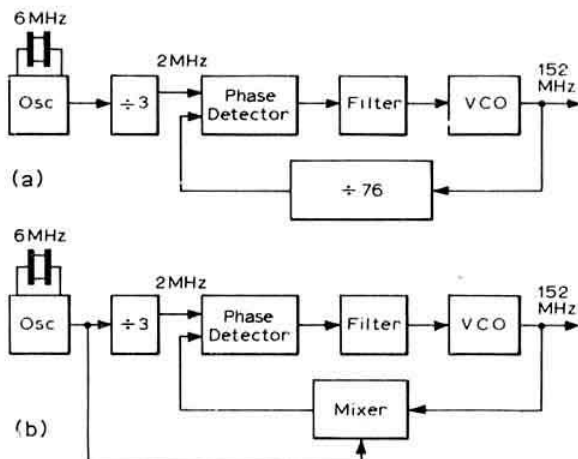 6MHz
Osc
÷3
2MHz
Phase
Detector
Filter
VCO
152
MHz
÷ 76
(a)
6MHz
Osc
÷3
2MHz
Phase
Detector
Filter
VCO
152
MHz
Mixer
(b)